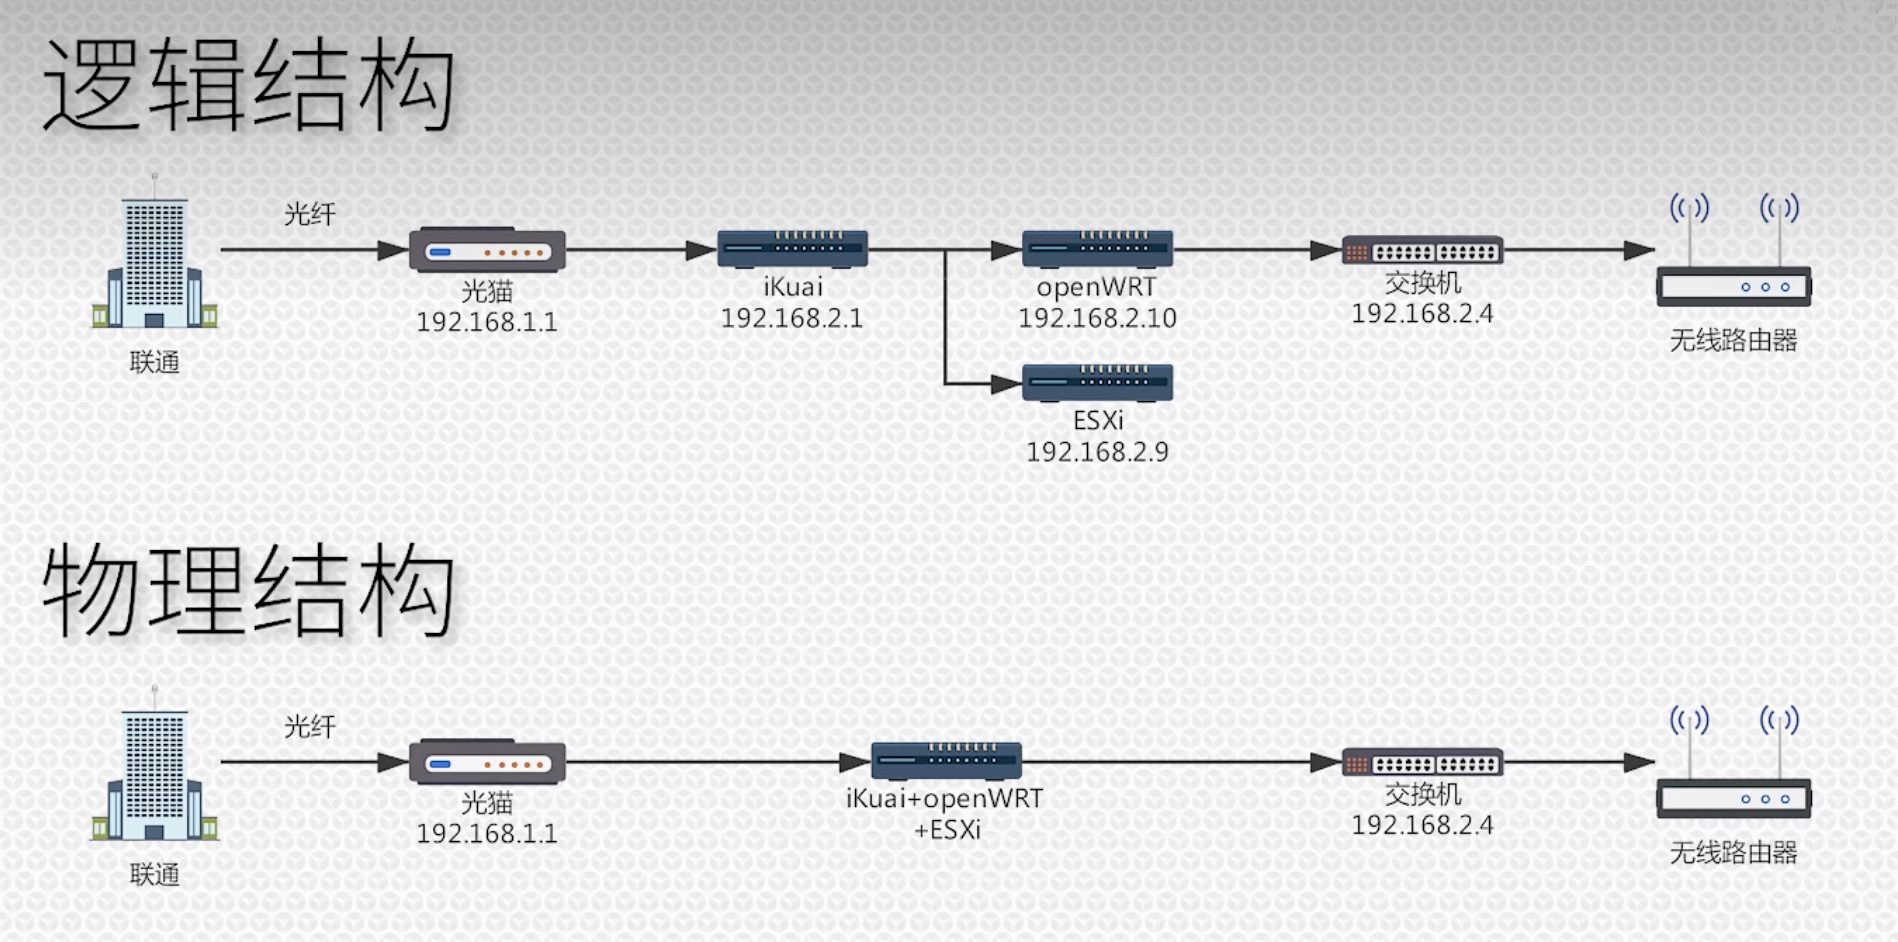 逻辑结构
光纤
联通
光猫
192.168.1.1
iKuai
192.168.2.1
openWRT
192.168.2.10
ESXi
192.168.2.9
交换机
192.168.2.4
无线路由器
物理结构
光纤
联通
光猫
192.168.1.1
iKuai+openWRT
+ESXi
交换机
192.168.2.4
无线路由器